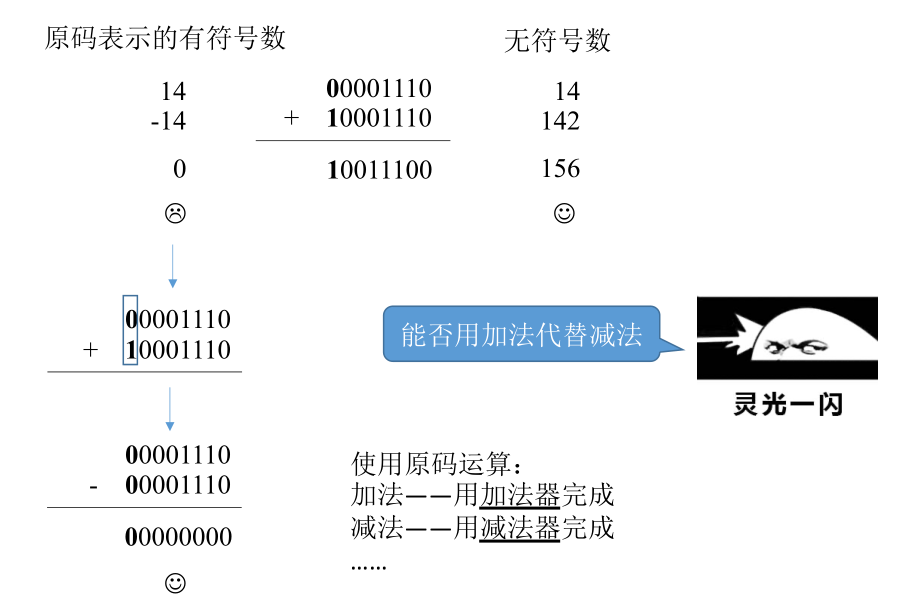 原码表示的有符号数
无符号数
14 00001110 14
-14 + 10001110 142
0 10011100 156
00001110
+ 10001110
能否用加法代替减法
灵光一闪
00001110
- 00001110
00000000
使用原码运算：
加法——用加法器完成
减法——用减法器完成
……